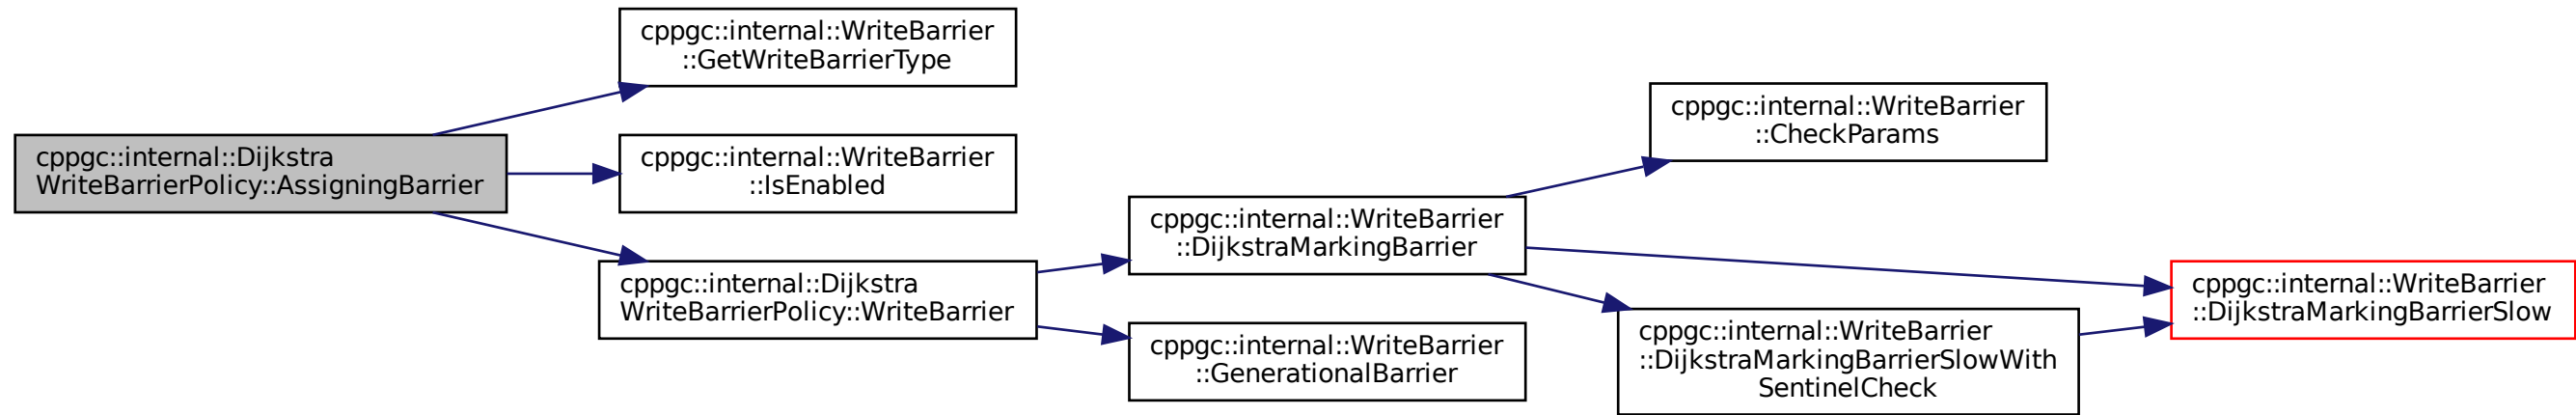 cppgc::internal::Dijkstra
WriteBarrierPolicy::AssigningBarrier
cppgc::internal::WriteBarrier
::GetWriteBarrierType
cppgc::internal::WriteBarrier
::IsEnabled
cppgc::internal::Dijkstra
WriteBarrierPolicy::WriteBarrier
cppgc::internal::WriteBarrier
::DijkstraMarkingBarrier
cppgc::internal::WriteBarrier
::GenerationalBarrier
cppgc::internal::WriteBarrier
::CheckParams
cppgc::internal::WriteBarrier
::DijkstraMarkingBarrierSlowWith
SentinelCheck
cppgc::internal::WriteBarrier
::DijkstraMarkingBarrierSlow